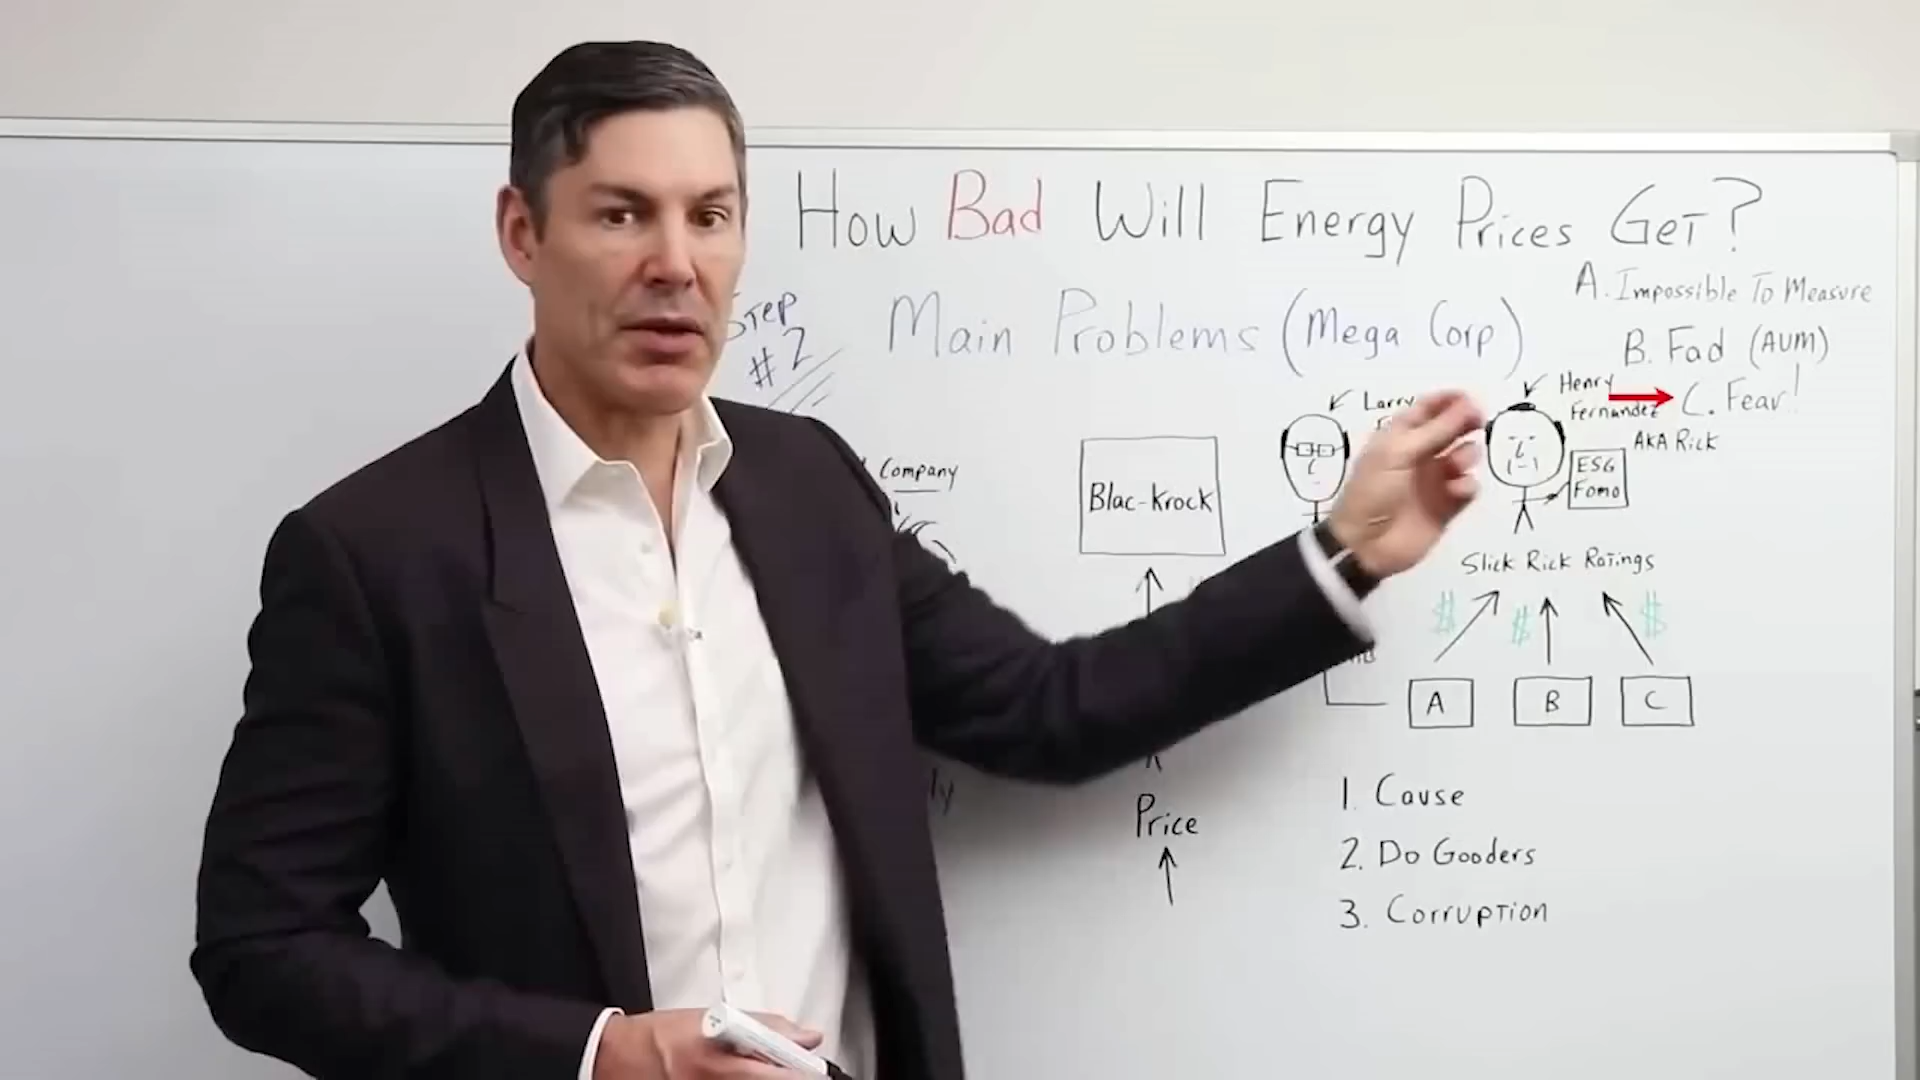 How Bad Will Energy Prices Get?
STEP
#2
Main Problems (Mega Corp)
A. Impossible To Measure
B. Fad (AUM)
C. Fear!
Larry
Henry
Fernandez
AKA Rick
ESG
Fomo
Company
Blac-Krock
Slick Rick Ratings
$ $ $
A B C
Price
1. Cause
2. Do Gooders
3. Corruption